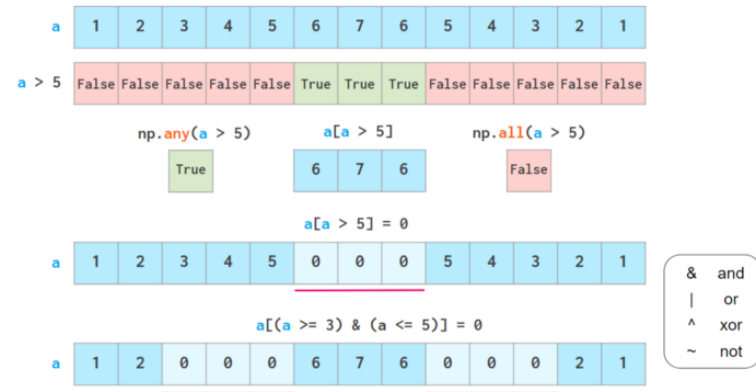 a 1 2 3 4 5 6 7 6 5 4 3 2 1
a > 5 False False False False False True True True False False False False False
np.any(a > 5) a[a > 5] np.all(a > 5)
True 6 7 6 False
a[a > 5] = 0
a 1 2 3 4 5 0 0 0 5 4 3 2 1
a[(a >= 3) & (a <= 5)] = 0
a 1 2 0 0 0 6 7 6 0 0 0 2 1
& and
| or
^ xor
~ not